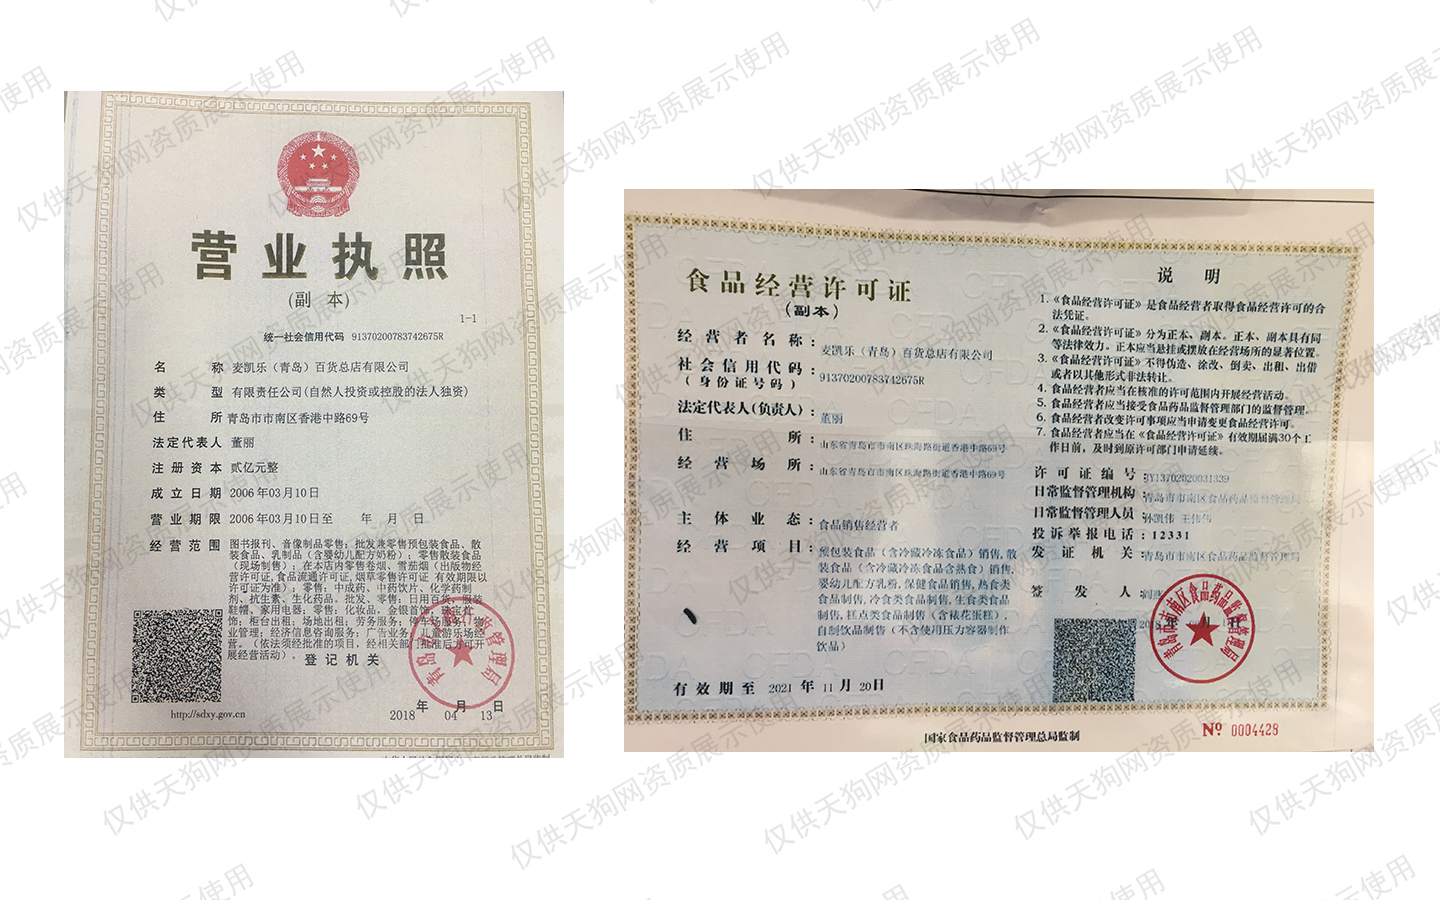 营业执照
(副 本)
1-1
统一社会信用代码 91370200783742675R
名 称 麦凯乐(青岛)百货总店有限公司
类 型 有限责任公司(自然人投资或控股的法人独资)
住 所 青岛市市南区香港中路69号
法定代表人 董丽
注册资本 贰亿元整
成立日期 2006年03月10日
营业期限 2006年03月10日至 年 月 日
经营范围 图书报刊、音像制品零售;批发兼零售预包装食品、散
装食品、乳制品(含婴幼儿配方奶粉);零售散装食品
(现场制售);在本店内零售卷烟、雪茄烟(出版物经
营许可证,食品流通许可证,烟草零售许可证 有效期限以
许可证为准);零售:中成药、中药饮片、化学药制
剂、抗生素、生化药品。批发、零售:日用百货,服装
鞋帽、家用电器;零售:化妆品,金银首饰、珠宝首
饰;柜台出租;场地出租;劳务服务;停车场服务;物
业管理;经济信息咨询服务;广告业务;儿童游乐场经
营。(依法须经批准的项目,经相关部门批准后方可开
展经营活动)。
登记机关
http://sdxy.gov.cn
2018 年 04 月 13 日
食品经营许可证
(副本)
经营者名称: 麦凯乐(青岛)百货总店有限公司
社会信用代码: 91370200783742675R
(身份证号码)
法定代表人(负责人): 董丽
住 所: 山东省青岛市市南区珠海路街道香港中路69号
经营场所: 山东省青岛市市南区珠海路街道香港中路69号
主体业态: 食品销售经营者
经营项目: 预包装食品(含冷藏冷冻食品)销售,散
装食品(含冷藏冷冻食品含熟食)销售,
婴幼儿配方乳粉,保健食品销售,热食类
食品制售,冷食类食品制售,生食类食品
制售,糕点类食品制售(含裱花蛋糕),
自制饮品制售(不含使用压力容器制作
饮品)
有效期至 2021 年 11 月 20 日
说 明
1.《食品经营许可证》是食品经营者取得食品经营许可的合
法凭证。
2.《食品经营许可证》分为正本、副本。正本、副本具有同
等法律效力。正本应当悬挂或摆放在经营场所的显著位置。
3.《食品经营许可证》不得伪造、涂改、倒卖、出租、出借
或者以其他形式非法转让。
4. 食品经营者应当在核准的许可范围内开展经营活动。
5. 食品经营者应当接受食品药品监督管理部门的监督管理。
6. 食品经营者改变许可事项应当申请变更食品经营许可。
7. 食品经营者应当在《食品经营许可证》有效期届满30个工
作日前,及时到原许可部门申请延续。
许可证编号: JY13702020031339
日常监督管理机构: 青岛市市南区食品药品监督管理局
日常监督管理人员: 孙凯伟 王伟伟
投诉举报电话: 12331
发证机关: 青岛市市南区食品药品监督管理局
签发人:
青岛市市南区食品药品监督管理局
国家食品药品监督管理总局监制
Nº 0004428
仅供天狗网资质展示使用